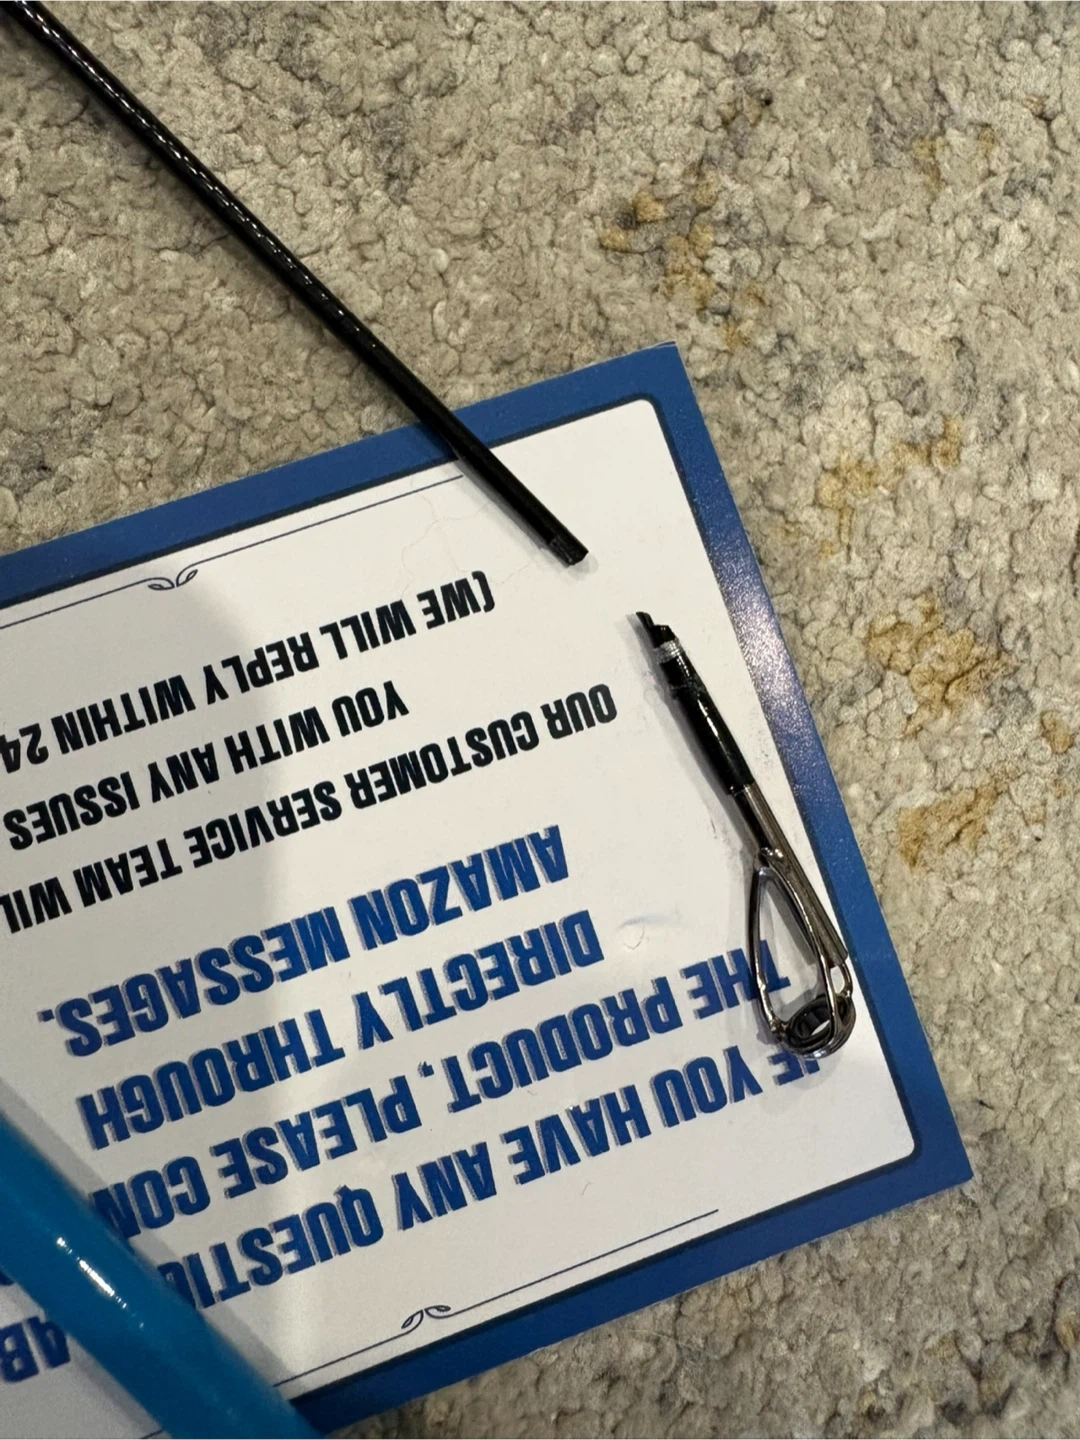 IF YOU HAVE ANY QUESTIO AB
THE PRODUCT, PLEASE CON
DIRECTLY THROUGH
AMAZON MESSAGES.
OUR CUSTOMER SERVICE TEAM WIL
YOU WITH ANY ISSUES
(WE WILL REPLY WITHIN 24